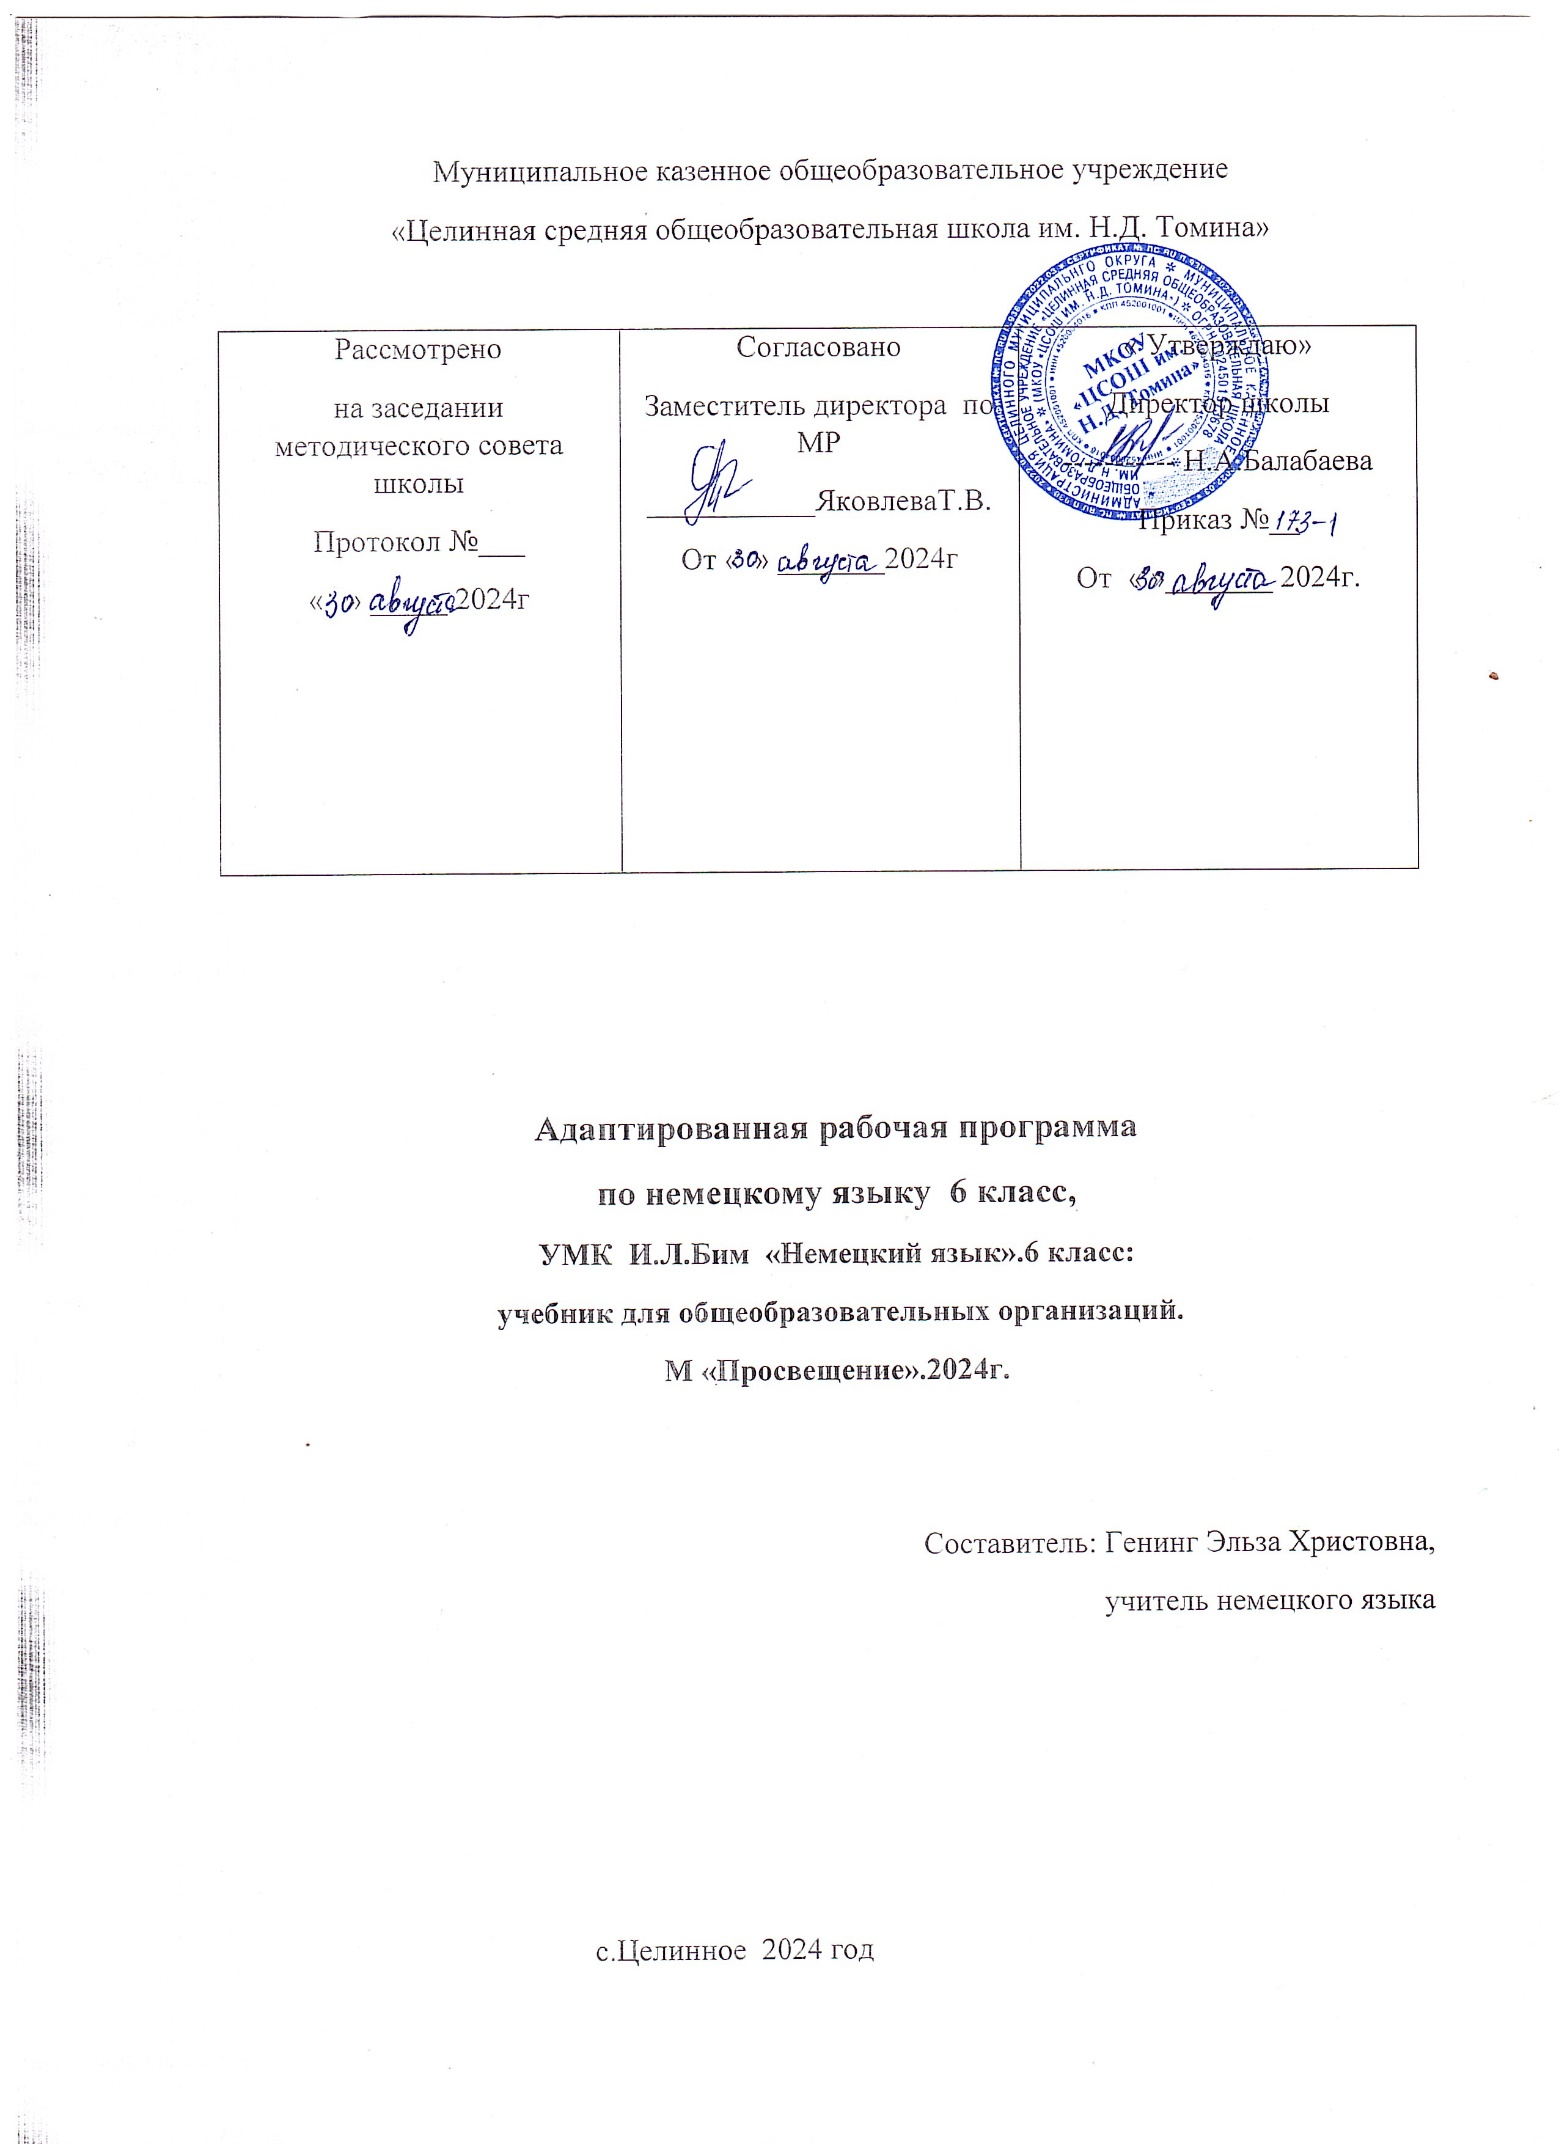 Муниципальное казенное общеобразовательное учреждение
«Целинная средняя общеобразовательная школа им. Н.Д. Томина»
Рассмотрено
на заседании
методического совета
школы
Протокол №___
«30» августа 2024г
Согласовано
Заместитель директора по
МР
____________ЯковлеваТ.В.
От «30» августа 2024г
Утверждаю»
Директор школы
Н.А.Балабаева
Приказ № 173-1
От «30» августа 2024г.
МКОУ
«ЦСОШ им.
Н.Д. Томина»
Адаптированная рабочая программа
по немецкому языку 6 класс,
УМК И.Л.Бим «Немецкий язык».6 класс:
учебник для общеобразовательных организаций.
М «Просвещение».2024г.
Составитель: Генинг Эльза Христовна,
учитель немецкого языка
с.Целинное 2024 год